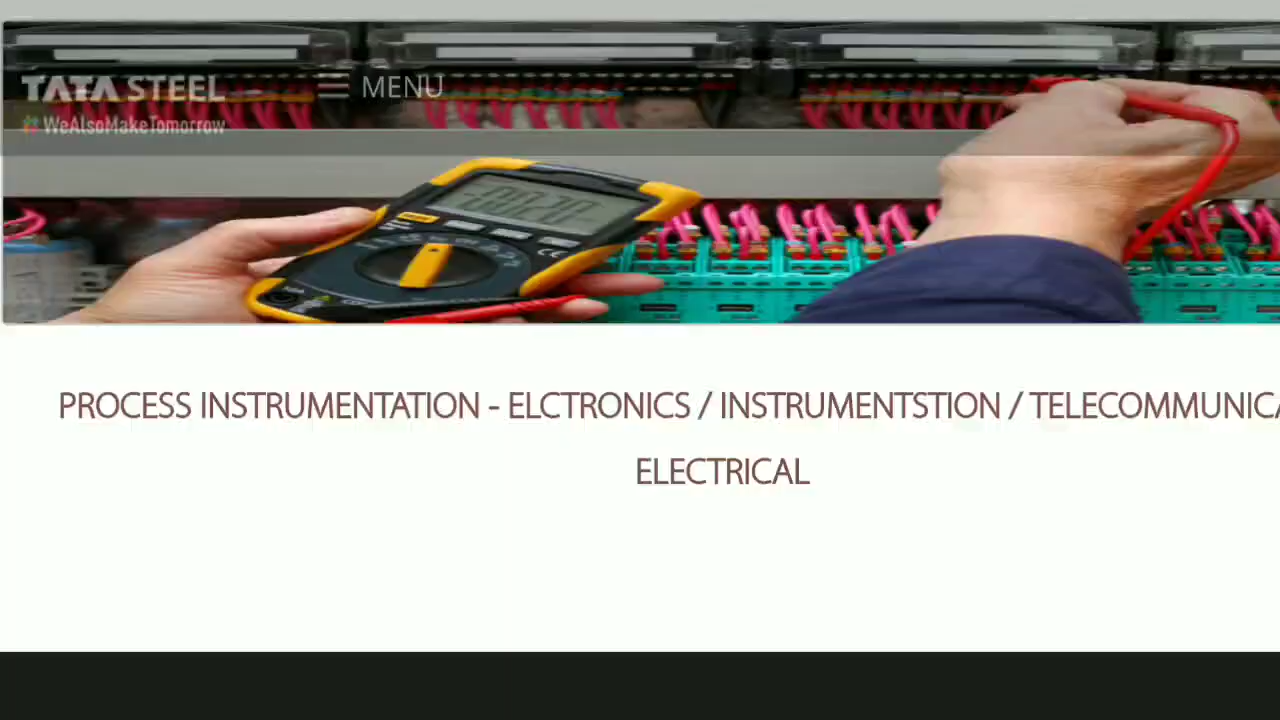 TATA STEEL
MENU
#WeAlsoMakeTomorrow
PROCESS INSTRUMENTATION - ELCTRONICS / INSTRUMENTSTION / TELECOMMUNICA
ELECTRICAL